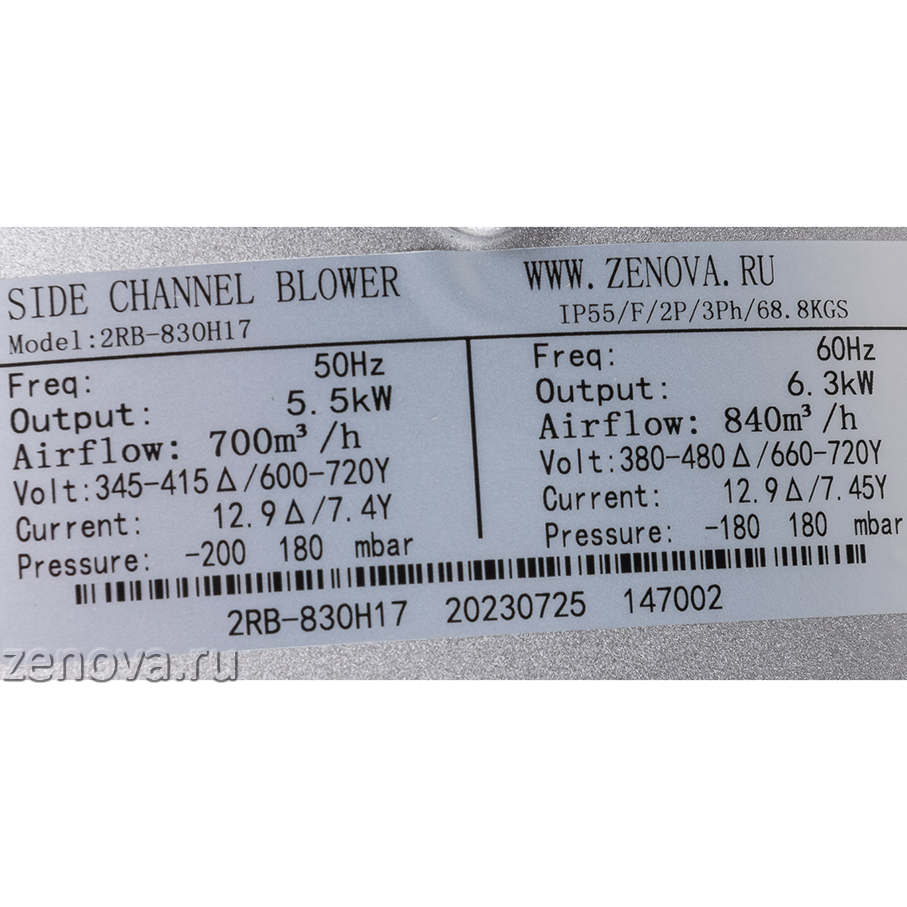 SIDE CHANNEL BLOWER
WWW.ZENOVA.RU
Model:2RB-830H17
IP55/F/2P/3Ph/68.8KGS
Freq: 50Hz
Output: 5.5kW
Airflow: 700m³/h
Volt:345-415Δ/600-720Y
Current: 12.9Δ/7.4Y
Pressure: -200 180 mbar
Freq: 60Hz
Output: 6.3kW
Airflow: 840m³/h
Volt:380-480Δ/660-720Y
Current: 12.9Δ/7.45Y
Pressure: -180 180 mbar
2RB-830H17 20230725 147002
zenova.ru